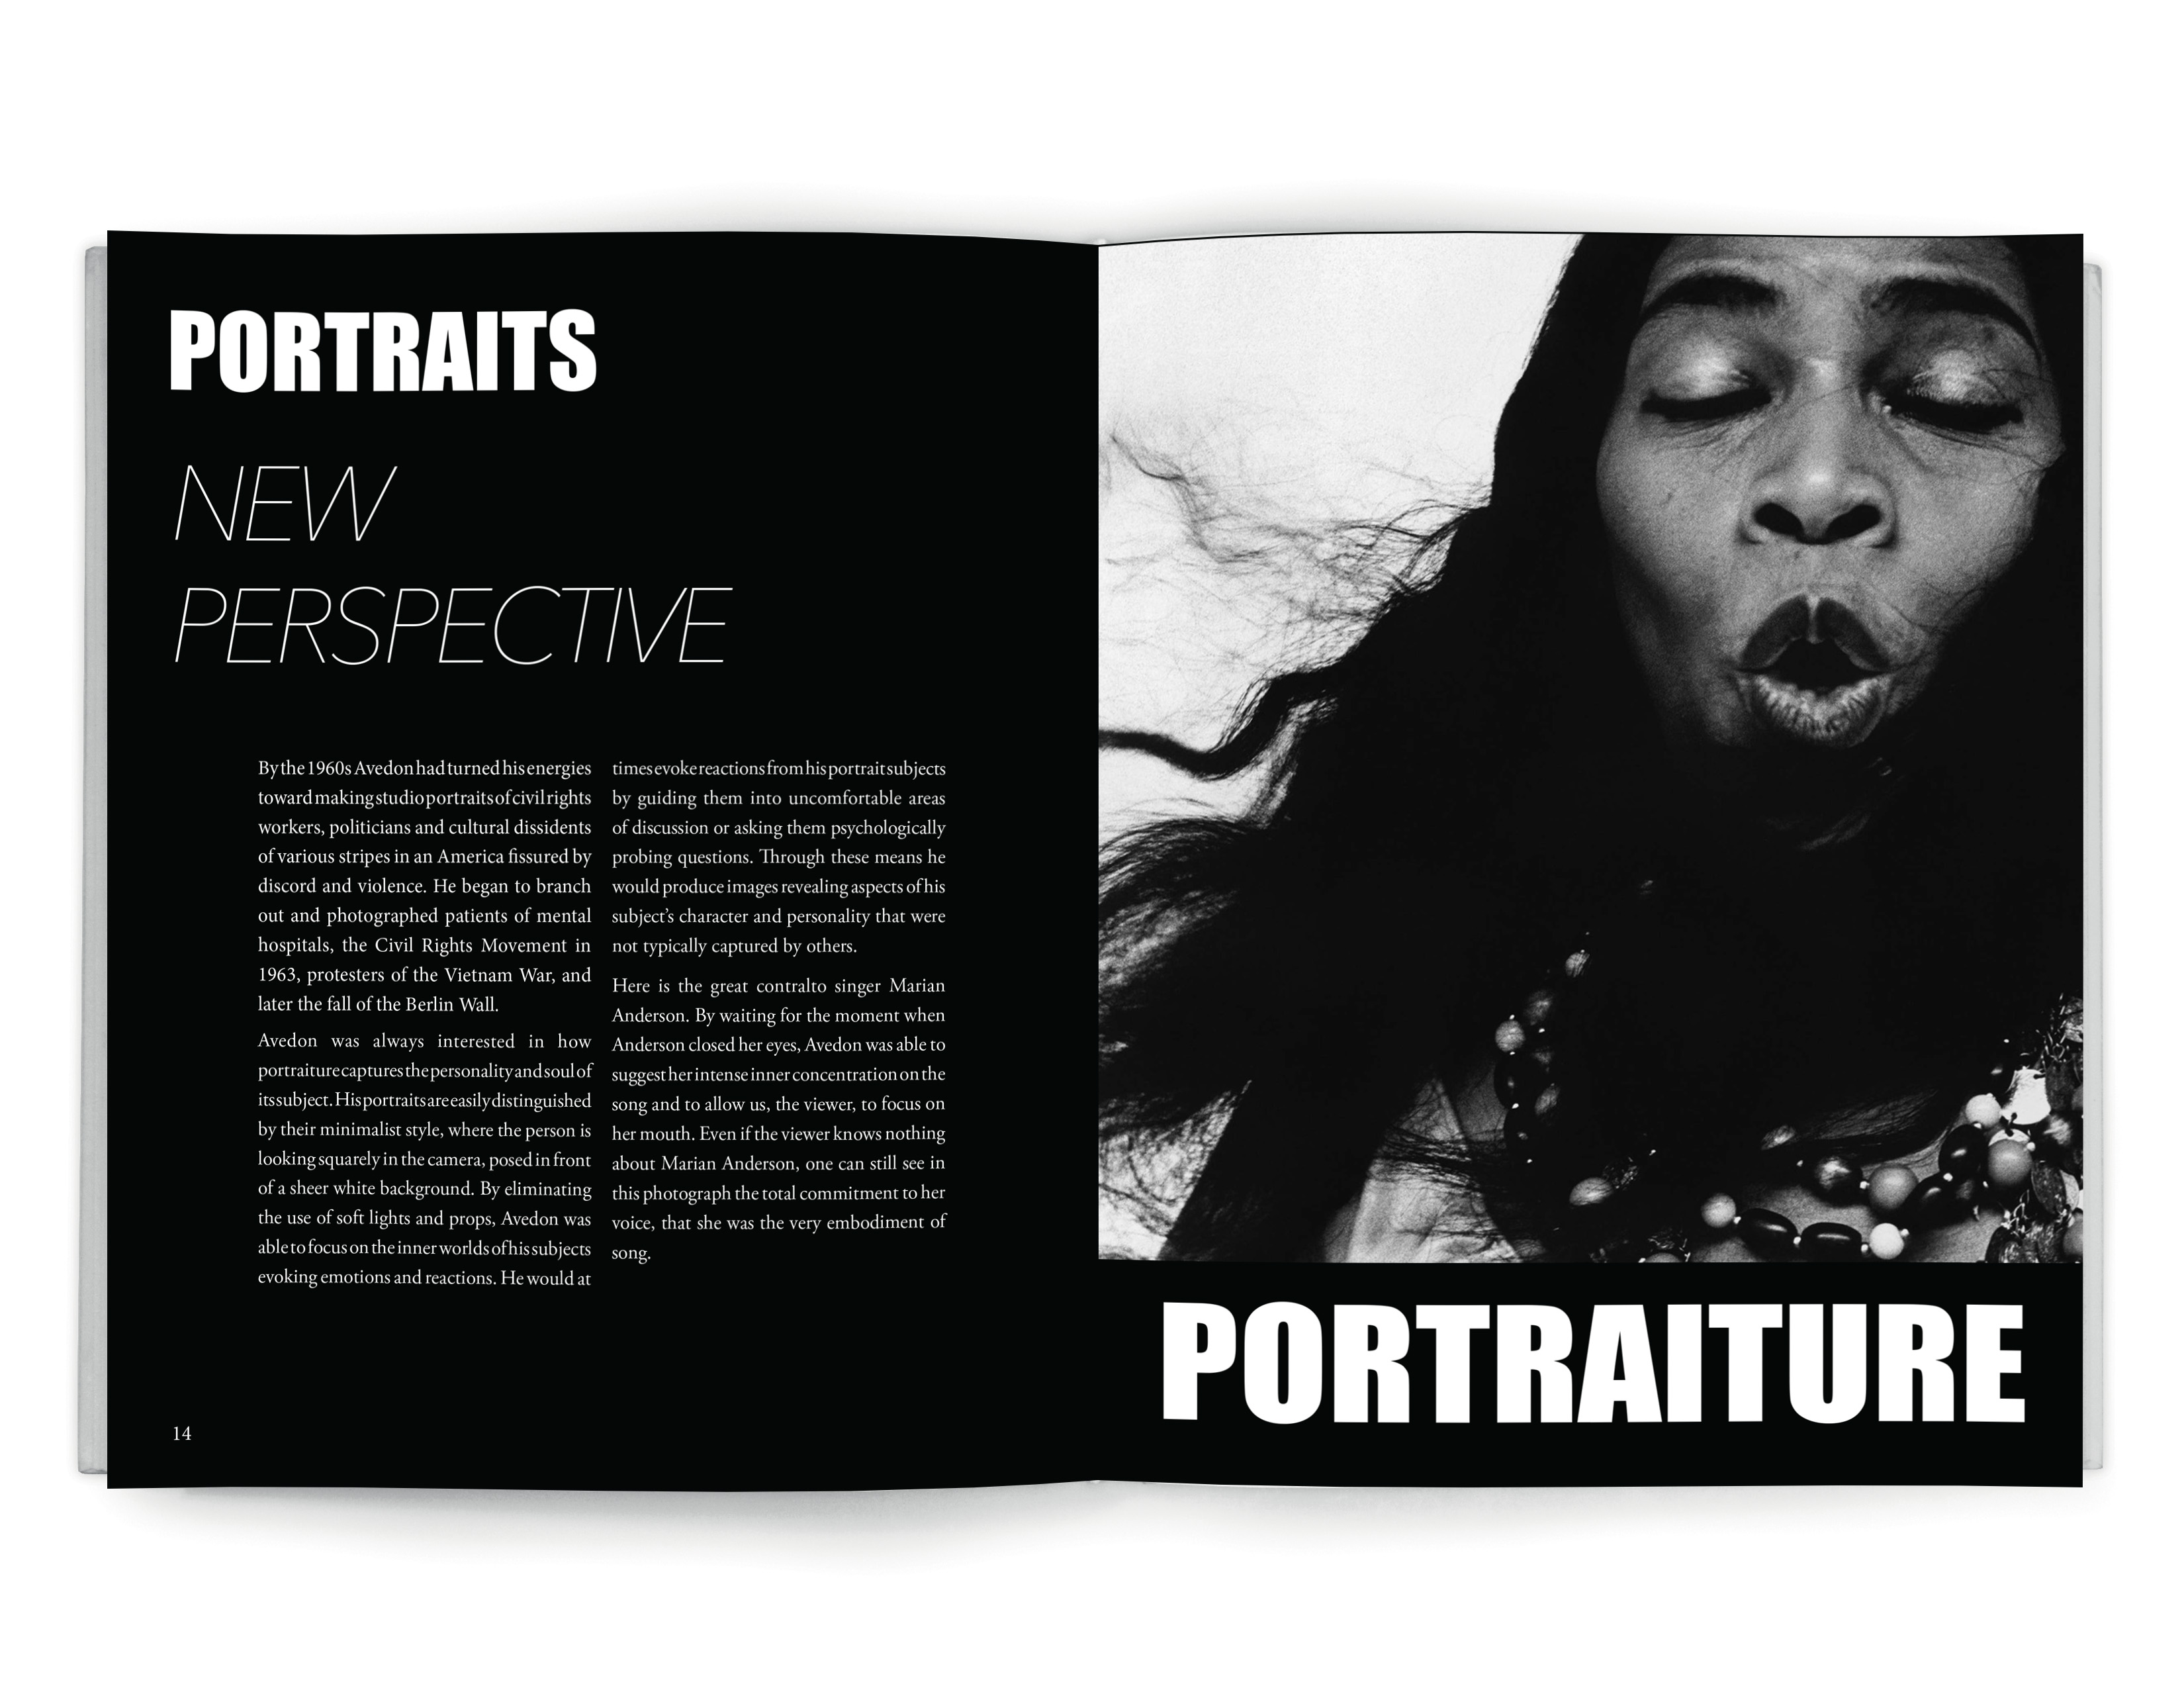 PORTRAITS
NEW
PERSPECTIVE
By the 1960s Avedon had turned his energies
toward making studio portraits of civil rights
workers, politicians and cultural dissidents
of various stripes in an America fissured by
discord and violence. He began to branch
out and photographed patients of mental
hospitals, the Civil Rights Movement in
1963, protesters of the Vietnam War, and
later the fall of the Berlin Wall.
Avedon was always interested in how
portraiture captures the personality and soul of
its subject. His portraits are easily distinguished
by their minimalist style, where the person is
looking squarely in the camera, posed in front
of a sheer white background. By eliminating
the use of soft lights and props, Avedon was
able to focus on the inner worlds of his subjects
evoking emotions and reactions. He would at
times evoke reactions from his portrait subjects
by guiding them into uncomfortable areas
of discussion or asking them psychologically
probing questions. Through these means he
would produce images revealing aspects of his
subject's character and personality that were
not typically captured by others.
Here is the great contralto singer Marian
Anderson. By waiting for the moment when
Anderson closed her eyes, Avedon was able to
suggest her intense inner concentration on the
song and to allow us, the viewer, to focus on
her mouth. Even if the viewer knows nothing
about Marian Anderson, one can still see in
this photograph the total commitment to her
voice, that she was the very embodiment of
song.
14
PORTRAITURE